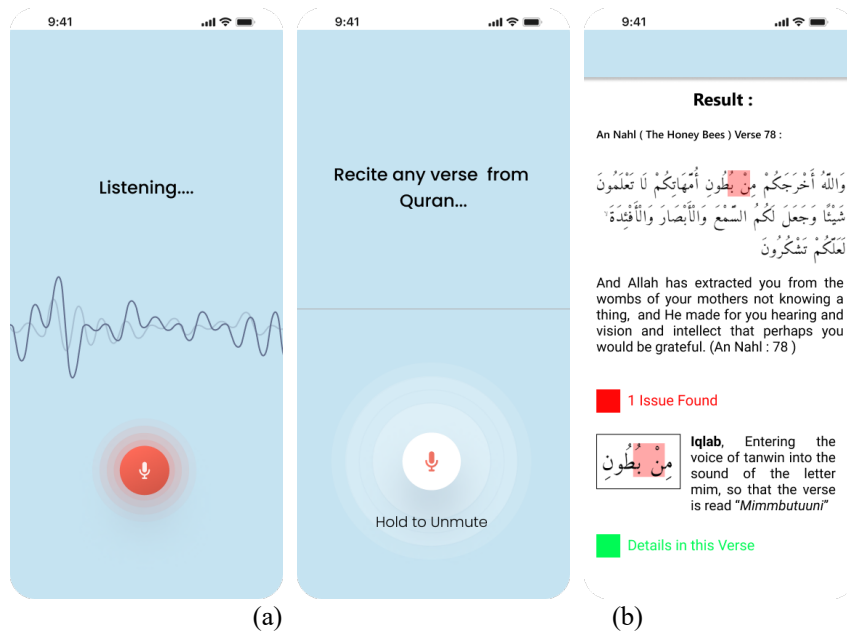 9:41
Listening....
9:41
Recite any verse from
Quran...
Hold to Unmute
9:41
Result :
An Nahl ( The Honey Bees ) Verse 78 :
وَاللَّهُ أَخْرَجَكُمْ مِنْ بُطُونِ أُمَّهَاتِكُمْ لَا تَعْلَمُونَ
شَيْئًا وَجَعَلَ لَكُمُ السَّمْعَ وَالْأَبْصَارَ وَالْأَفْئِدَةَ ۙ
لَعَلَّكُمْ تَشْكُرُونَ
And Allah has extracted you from the
wombs of your mothers not knowing a
thing, and He made for you hearing and
vision and intellect that perhaps you
would be grateful. (An Nahl : 78 )
1 Issue Found
مِنْ بُطُونِ
Iqlab, Entering the
voice of tanwin into the
sound of the letter
mim, so that the verse
is read “Mimmbutuuni”
Details in this Verse
(a)
(b)